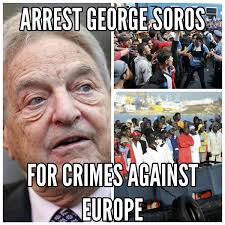 ARREST GEORGE SOROS
FOR CRIMES AGAINST
EUROPE